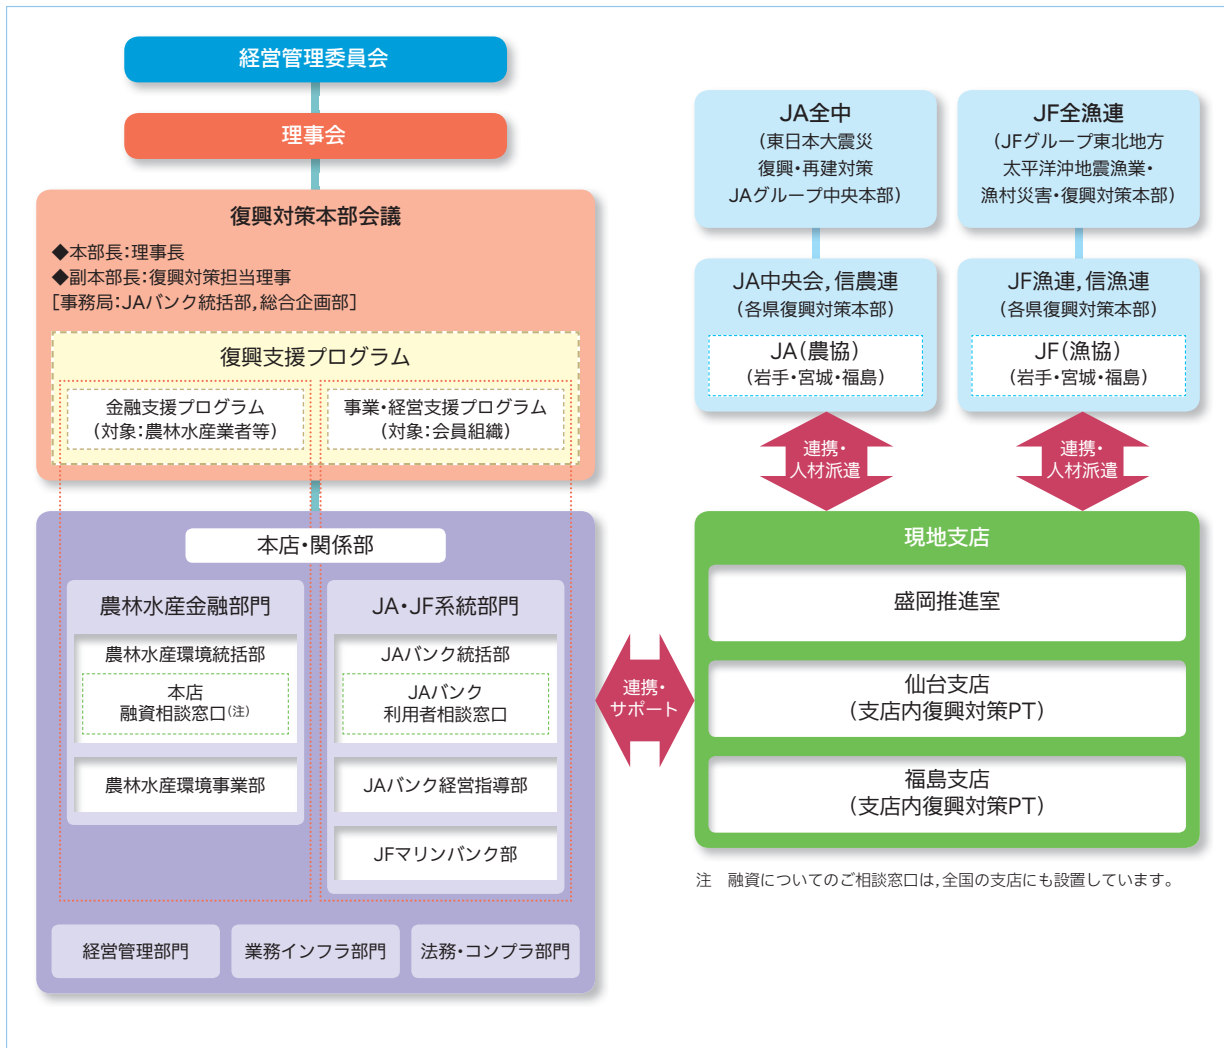 経営管理委員会
理事会
復興対策本部会議
◆本部長：理事長
◆副本部長：復興対策担当理事
［事務局：JAバンク統括部，総合企画部］
復興支援プログラム
金融支援プログラム
（対象：農林水産業者等）
事業・経営支援プログラム
（対象：会員組織）
本店・関係部
農林水産金融部門
農林水産環境統括部
本店
融資相談窓口（注）
農林水産環境事業部
JA・JF系統部門
JAバンク統括部
JAバンク
利用者相談窓口
JAバンク経営指導部
JFマリンバンク部
経営管理部門
業務インフラ部門
法務・コンプラ部門
連携・
サポート
JA全中
（東日本大震災
復興・再建対策
JAグループ中央本部）
JF全漁連
（JFグループ東北地方
太平洋沖地震漁業・
漁村災害・復興対策本部）
JA中央会，信農連
（各県復興対策本部）
JA（農協）
（岩手・宮城・福島）
JF漁連，信漁連
（各県復興対策本部）
JF（漁協）
（岩手・宮城・福島）
連携・
人材派遣
連携・
人材派遣
現地支店
盛岡推進室
仙台支店
（支店内復興対策PT）
福島支店
（支店内復興対策PT）
注　融資についてのご相談窓口は，全国の支店にも設置しています。